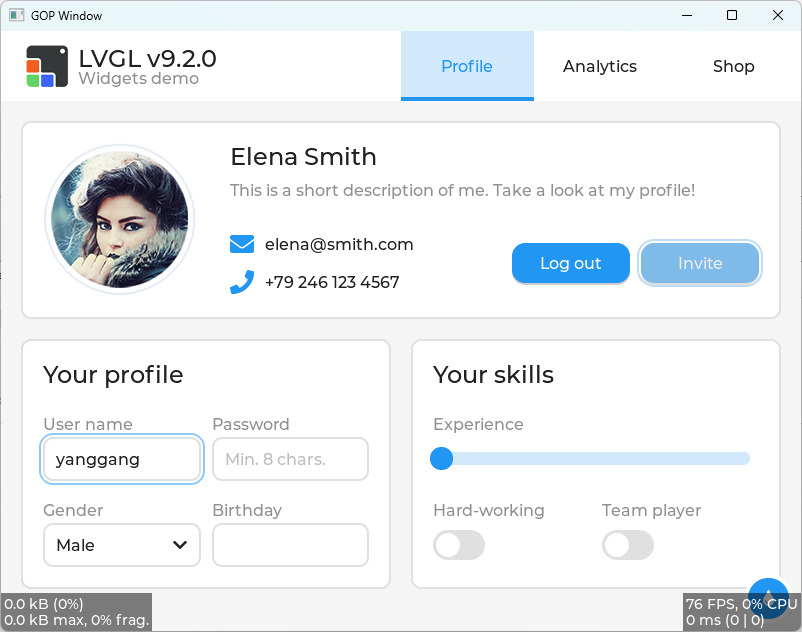 GOP Window
LVGL v9.2.0
Widgets demo
Profile
Analytics
Shop
Elena Smith
This is a short description of me. Take a look at my profile!
elena@smith.com
+79 246 123 4567
Log out
Invite
Your profile
User name
Password
yanggang
Min. 8 chars.
Gender
Birthday
Male
Your skills
Experience
Hard-working
Team player
0.0 kB (0%)
0.0 kB max, 0% frag.
76 FPS, 0% CPU
0 ms (0 | 0)